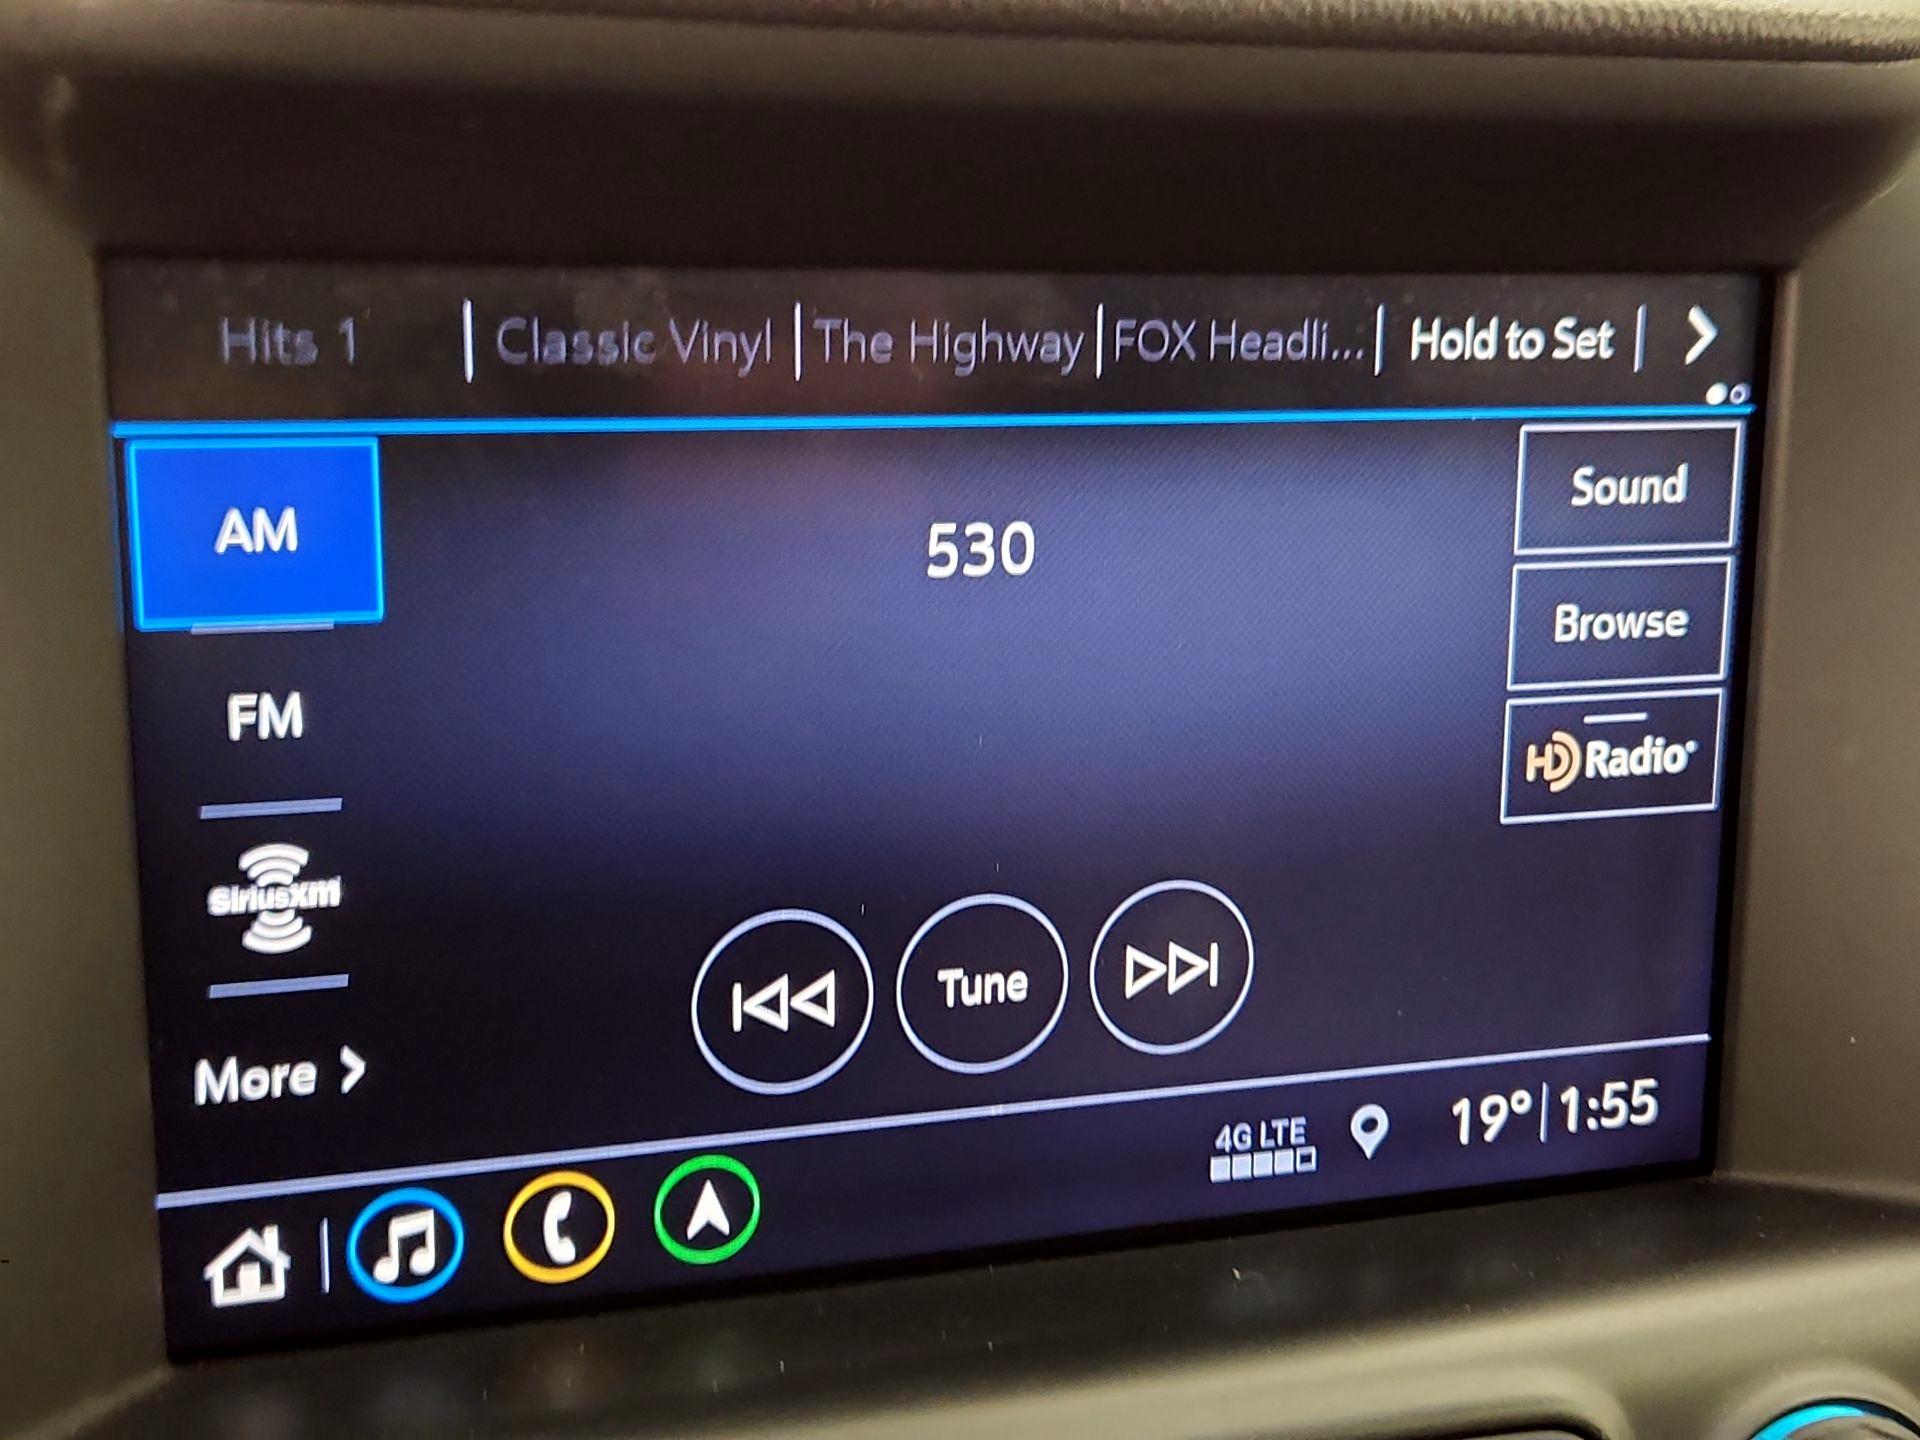 Hits 1 Classic Vinyl The Highway FOX Headli... Hold to Set
AM
530
Sound
Browse
FM
HD Radio
SiriusXM
Tune
More
4G LTE
19° 1:55